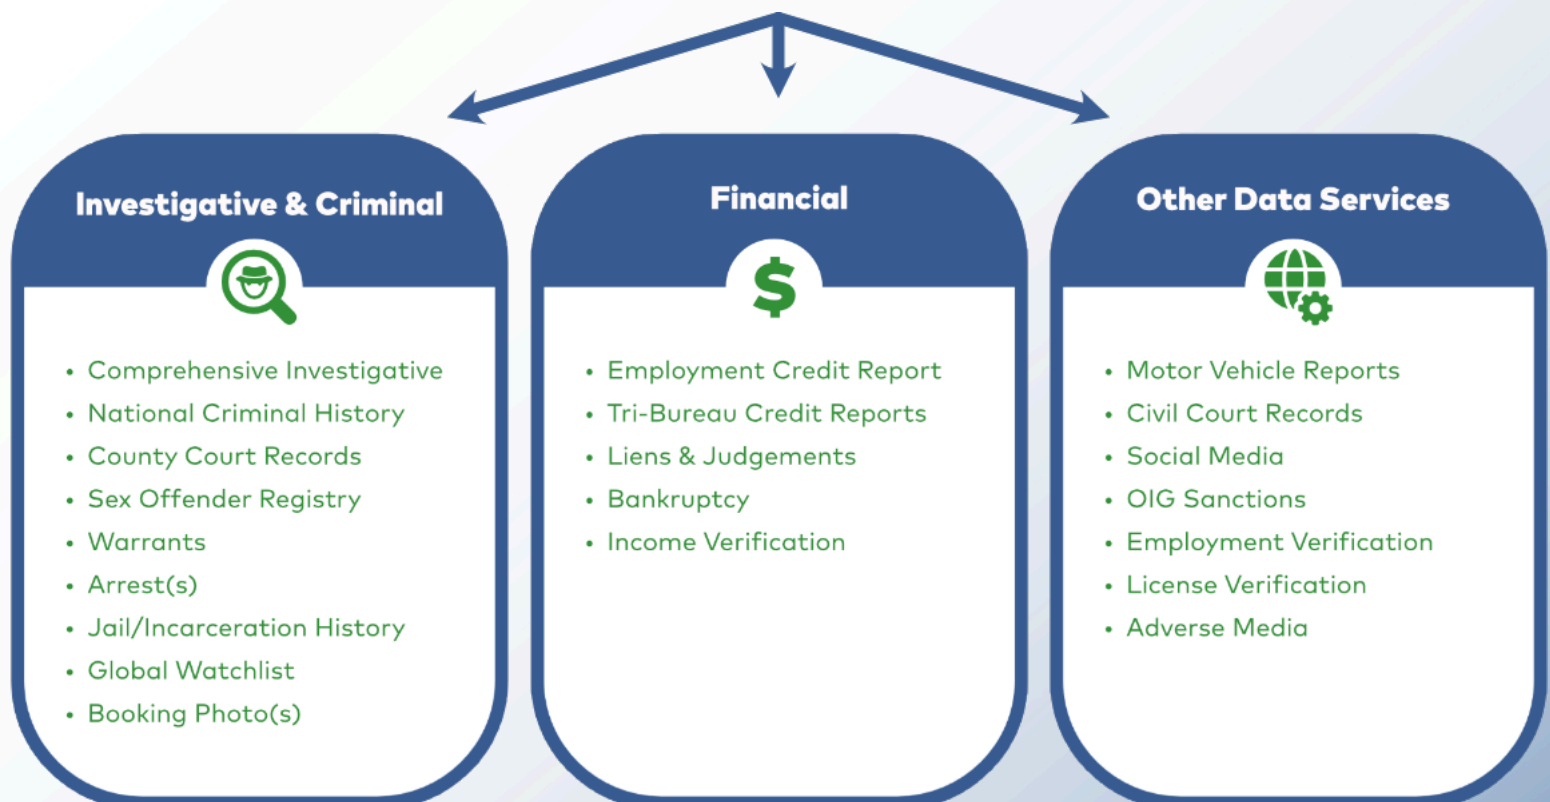 Investigative & Criminal
• Comprehensive Investigative
• National Criminal History
• County Court Records
• Sex Offender Registry
• Warrants
• Arrest(s)
• Jail/Incarceration History
• Global Watchlist
• Booking Photo(s)
Financial
$
• Employment Credit Report
• Tri-Bureau Credit Reports
• Liens & Judgements
• Bankruptcy
• Income Verification
Other Data Services
• Motor Vehicle Reports
• Civil Court Records
• Social Media
• OIG Sanctions
• Employment Verification
• License Verification
• Adverse Media